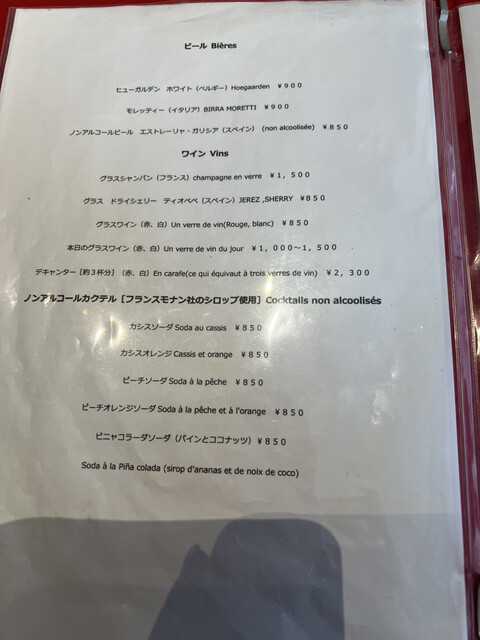 ビール Bières
ヒューガルデン　ホワイト（ベルギー）Hoegaarden　￥９００
モレッティー（イタリア）BIRRA MORETTI　￥９００
ノンアルコールビール　エストレーリャ・ガリシア（スペイン）　(non alcoolisée)　￥８５０
ワイン Vins
グラスシャンパン（フランス）champagne en verre　￥１，５００
グラス　ドライシェリー　ティオペペ（スペイン）JEREZ ,SHERRY　￥８５０
グラスワイン（赤、白）Un verre de vin(Rouge, blanc)　￥８５０
本日のグラスワイン（赤、白）Un verre de vin du jour　￥１，０００～１，５００
デキャンター［約３杯分］（赤、白）En carafe(ce qui équivaut à trois verres de vin)　￥２，３００
ノンアルコールカクテル［フランスモナン社のシロップ使用］Cocktails non alcoolisés
カシスソーダ Soda au cassis　￥８５０
カシスオレンジ Cassis et orange　￥８５０
ピーチソーダ Soda à la pêche　￥８５０
ピーチオレンジソーダ Soda à la pêche et à l'orange　￥８５０
ピニャコラーダソーダ（パインとココナッツ）￥８５０
Soda à la Piña colada (sirop d'ananas et de noix de coco)